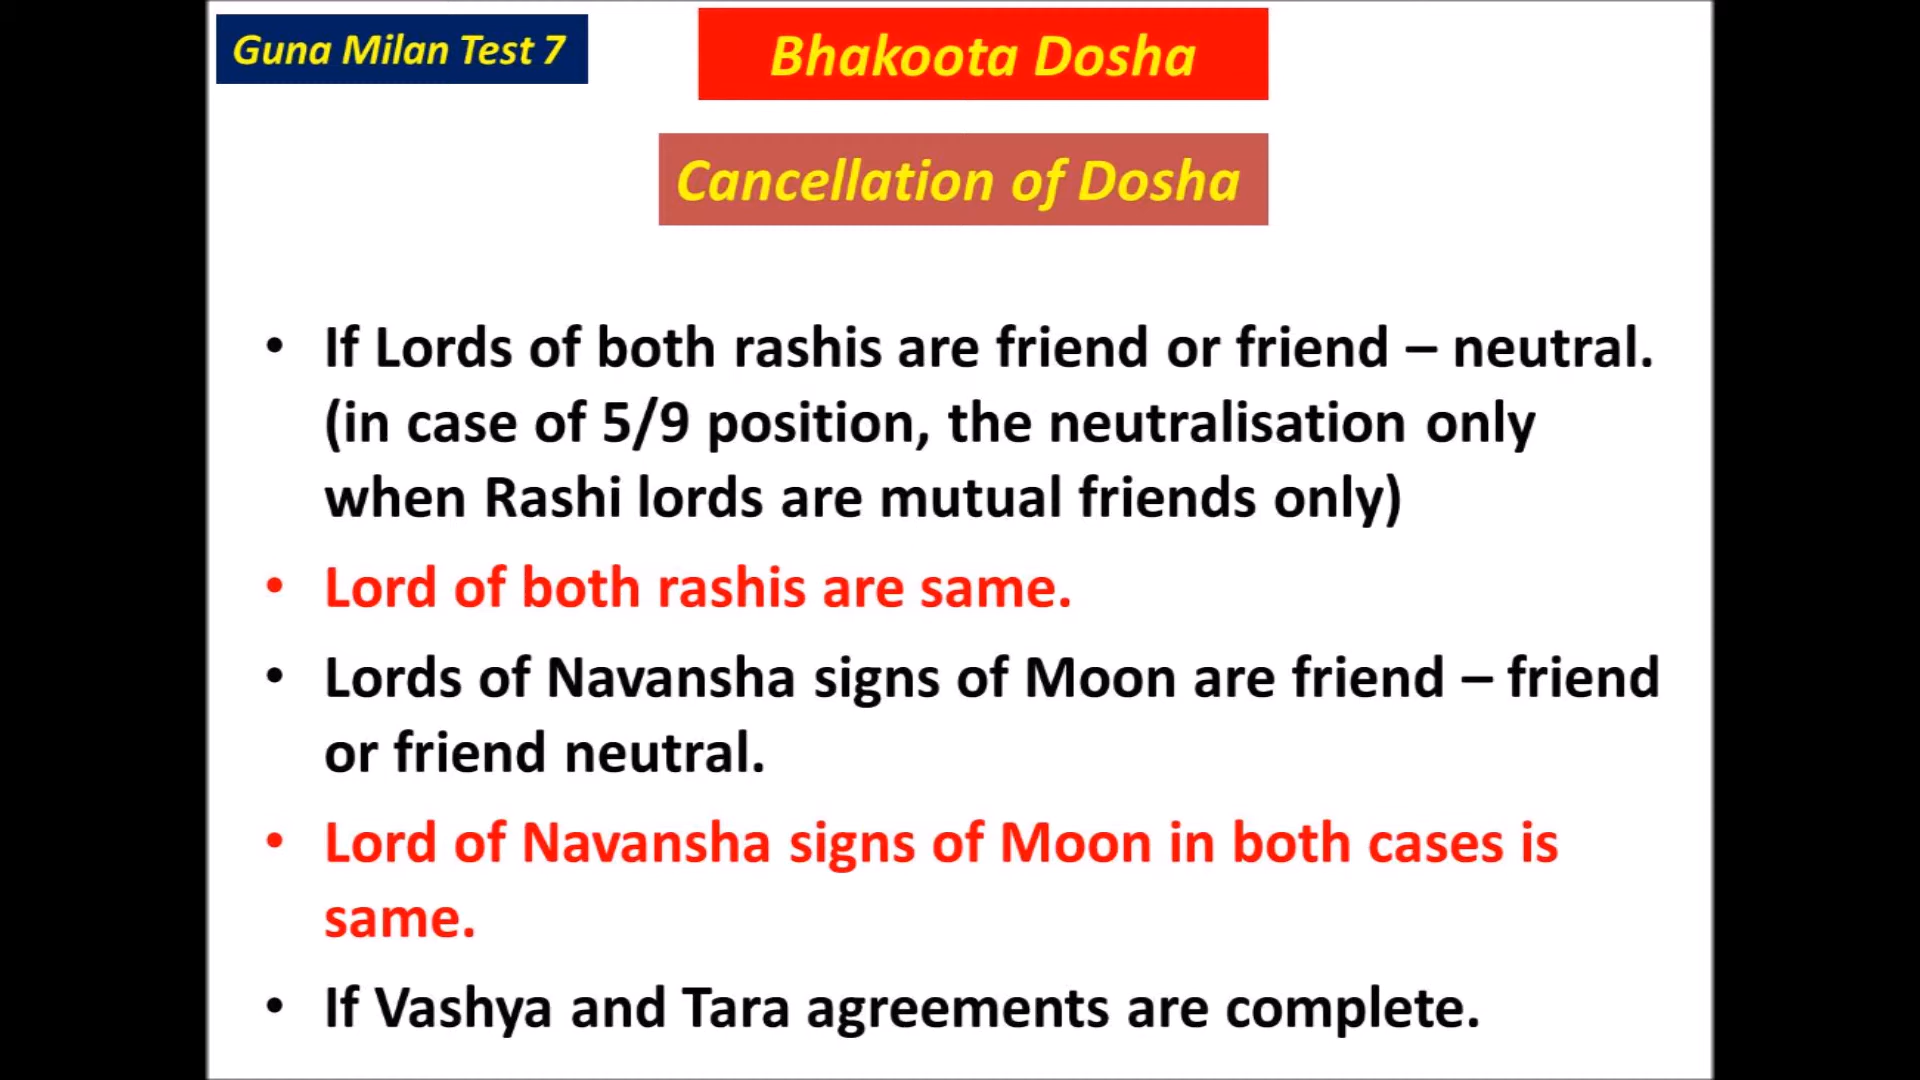 Guna Milan Test 7
Bhakoota Dosha
Cancellation of Dosha
• If Lords of both rashis are friend or friend – neutral.
(in case of 5/9 position, the neutralisation only
when Rashi lords are mutual friends only)
• Lord of both rashis are same.
• Lords of Navansha signs of Moon are friend – friend
or friend neutral.
• Lord of Navansha signs of Moon in both cases is
same.
• If Vashya and Tara agreements are complete.